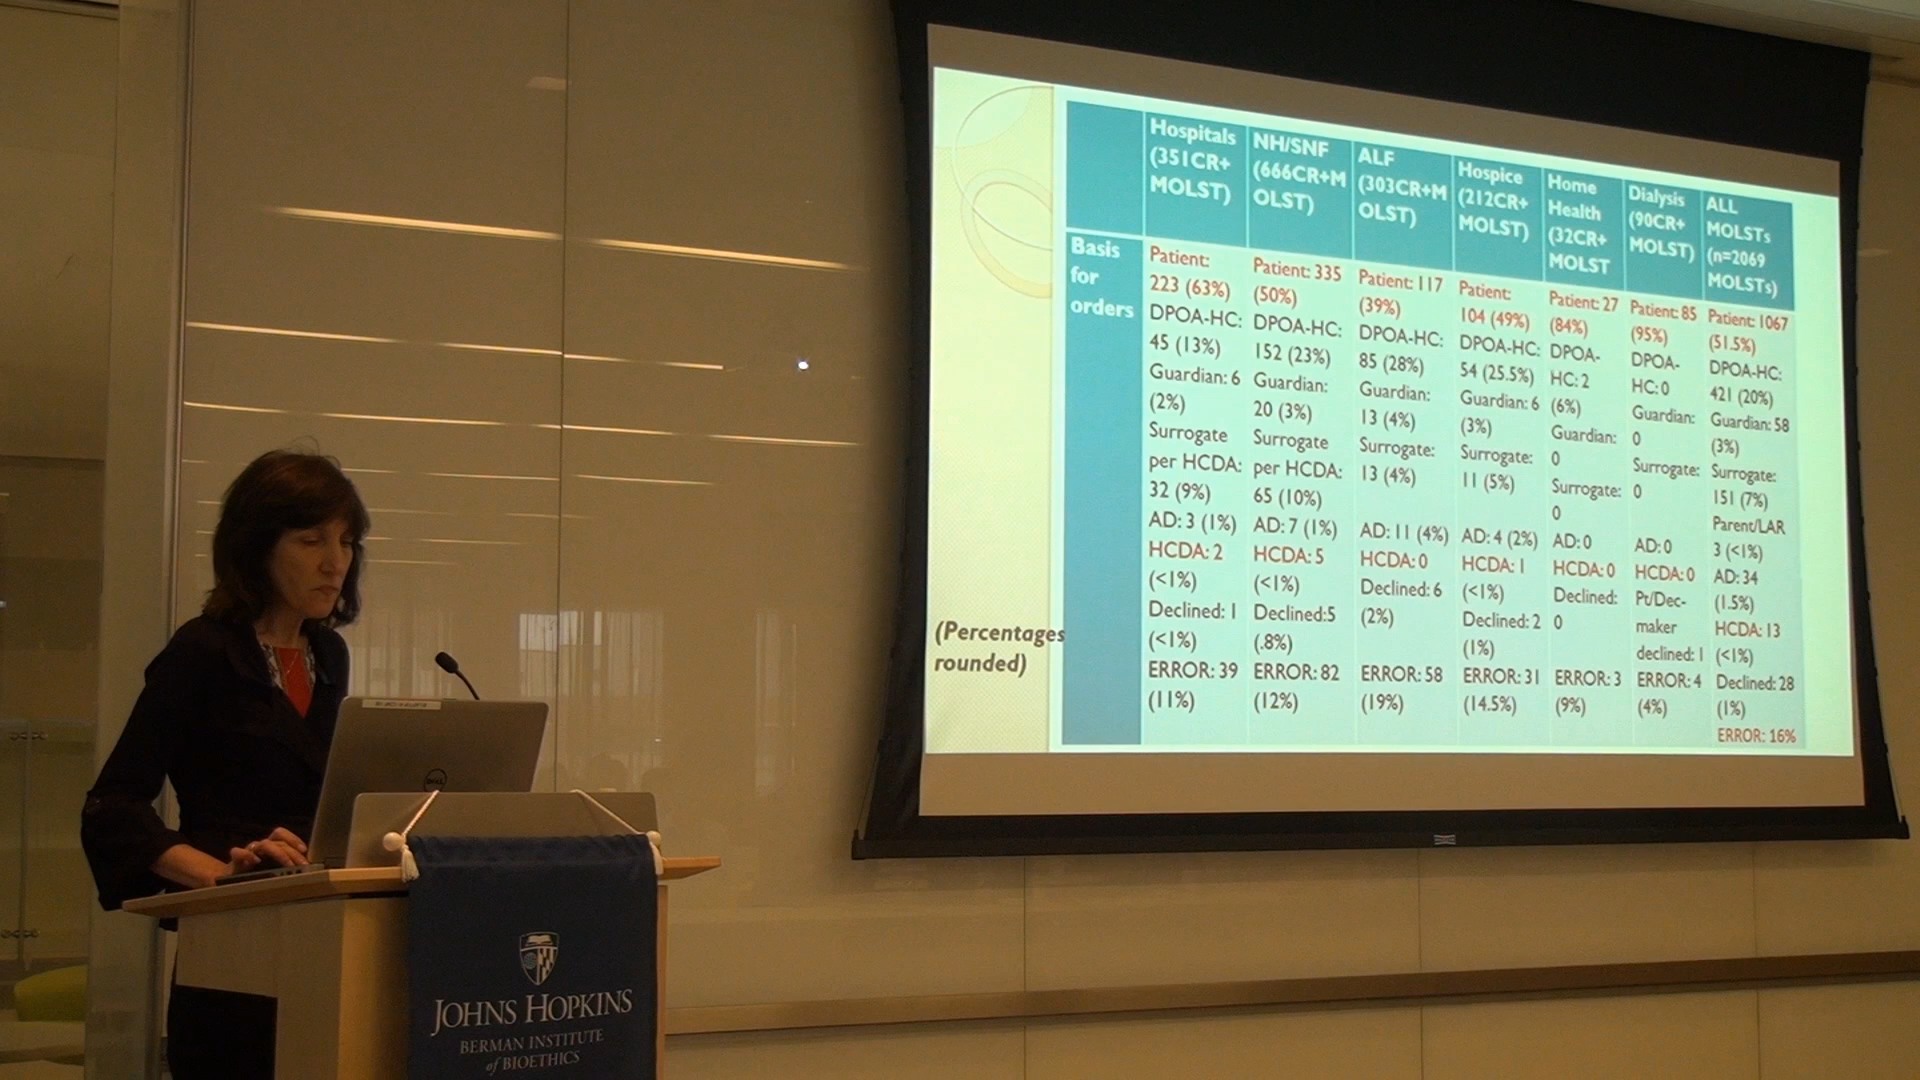 Hospitals
(351CR+
MOLST)
NH/SNF
(666CR+M
OLST)
ALF
(303CR+M
OLST)
Hospice
(212CR+
MOLST)
Home
Health
(32CR+
MOLST
Dialysis
(90CR+
MOLST)
ALL
MOLSTs
(n=2069
MOLSTs)
Basis
for
orders
Patient:
223 (63%)
DPOA-HC:
45 (13%)
Guardian: 6
(2%)
Surrogate
per HCDA:
32 (9%)
AD: 3 (1%)
HCDA: 2
(<1%)
Declined: 1
(<1%)
ERROR: 39
(11%)
Patient: 335
(50%)
DPOA-HC:
152 (23%)
Guardian:
20 (3%)
Surrogate
per HCDA:
65 (10%)
AD: 7 (1%)
HCDA: 5
(<1%)
Declined:5
(.8%)
ERROR: 82
(12%)
Patient: 117
(39%)
DPOA-HC:
85 (28%)
Guardian:
13 (4%)
Surrogate:
13 (4%)
AD: 11 (4%)
HCDA: 0
Declined: 6
(2%)
ERROR: 58
(19%)
Patient:
104 (49%)
DPOA-HC:
54 (25.5%)
Guardian: 6
(3%)
Surrogate:
11 (5%)
AD: 4 (2%)
HCDA: 1
(<1%)
Declined: 2
(1%)
ERROR: 31
(14.5%)
Patient: 27
(84%)
DPOA-
HC: 2
(6%)
Guardian:
0
Surrogate:
0
AD: 0
HCDA: 0
Declined:
0
ERROR: 3
(9%)
Patient: 85
(95%)
DPOA-
HC: 0
Guardian:
0
Surrogate:
0
AD: 0
HCDA: 0
Pt/Dec-
maker
declined: 1
ERROR: 4
(4%)
Patient: 1067
(51.5%)
DPOA-HC:
421 (20%)
Guardian: 58
(3%)
Surrogate:
151 (7%)
Parent/LAR
3 (<1%)
AD: 34
(1.5%)
HCDA: 13
(<1%)
Declined: 28
(1%)
ERROR: 16%
(Percentages
rounded)
DELL
JOHNS HOPKINS
BERMAN INSTITUTE
of BIOETHICS